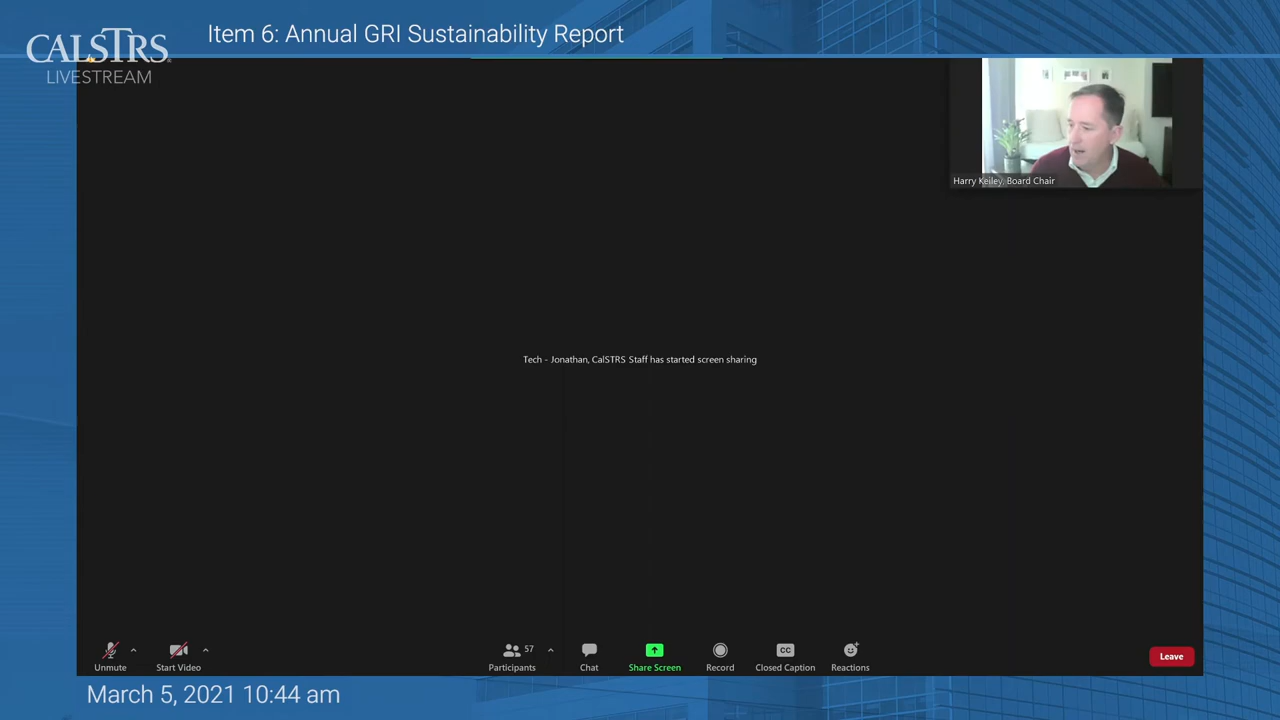 Item 6: Annual GRI Sustainability Report
CALSTRS
LIVESTREAM
Harry Keiley, Board Chair
Tech - Jonathan, CalSTRS Staff has started screen sharing
57
Unmute
Start Video
Participants
Chat
Share Screen
Record
CC
Closed Caption
Reactions
Leave
March 5, 2021 10:44 am